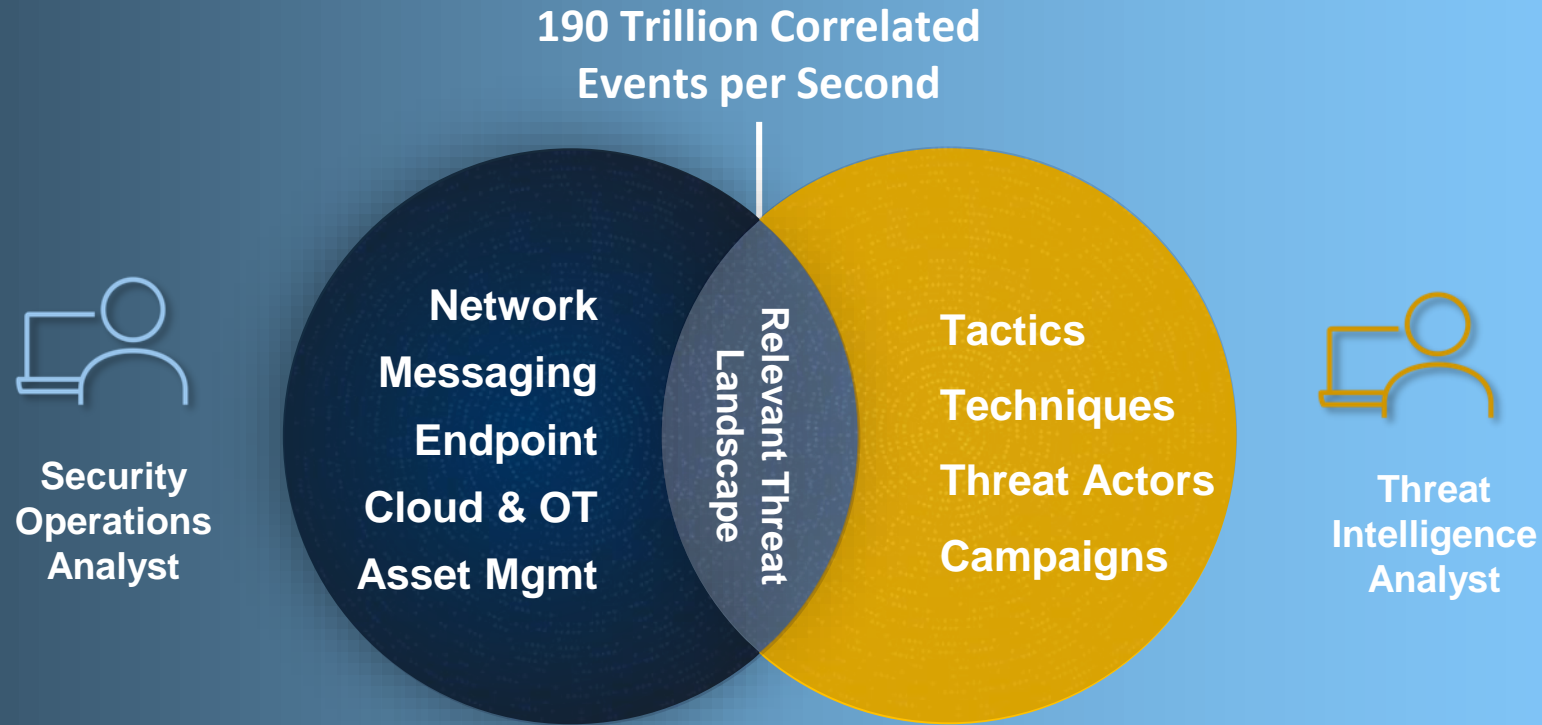 190 Trillion Correlated
Events per Second
Security
Operations
Analyst
Network
Messaging
Endpoint
Cloud & OT
Asset Mgmt
Relevant Threat
Landscape
Tactics
Techniques
Threat Actors
Campaigns
Threat
Intelligence
Analyst